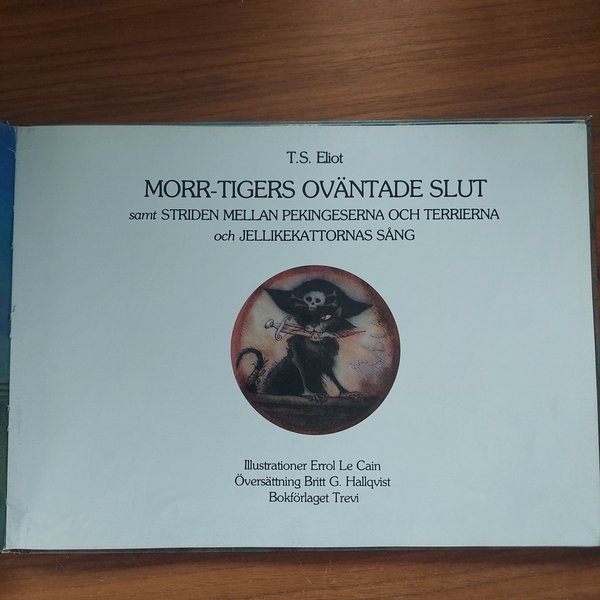 T.S. Eliot
MORR-TIGERS OVÄNTADE SLUT
samt STRIDEN MELLAN PEKINGESERNA OCH TERRIERNA
och JELLIKEKATTORNAS SÅNG
Illustrationer Errol Le Cain
Översättning Britt G. Hallqvist
Bokförlaget Trevi